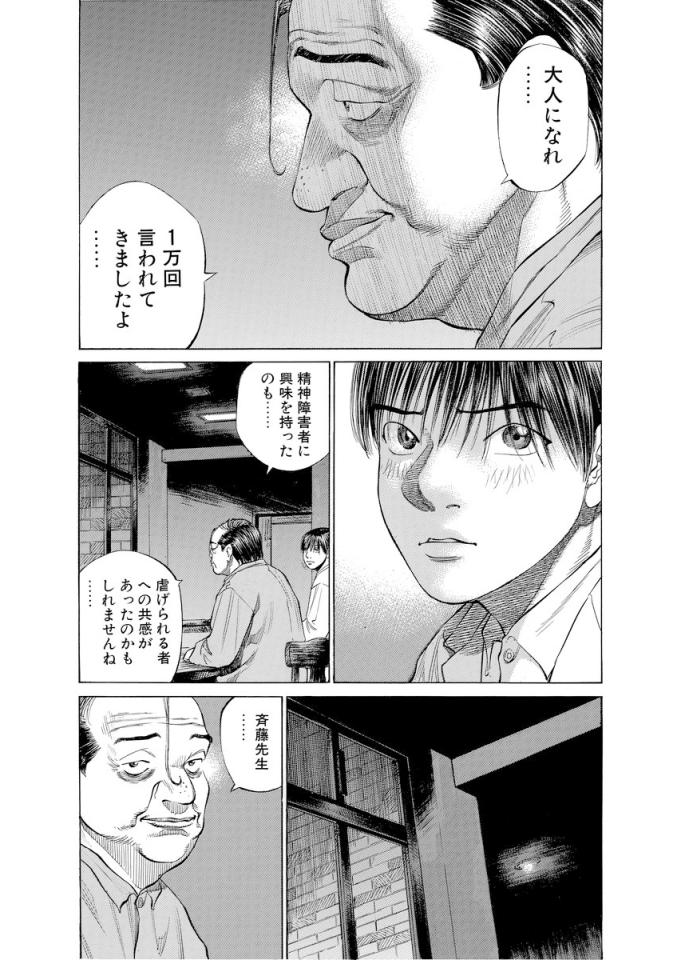 大人になれ
……
1万回
言われて
きましたよ
……
精神障害者に
興味を持った
のも……
虐げられる者
への共感が
あったのかも
しれませんね
……
斉藤先生
……